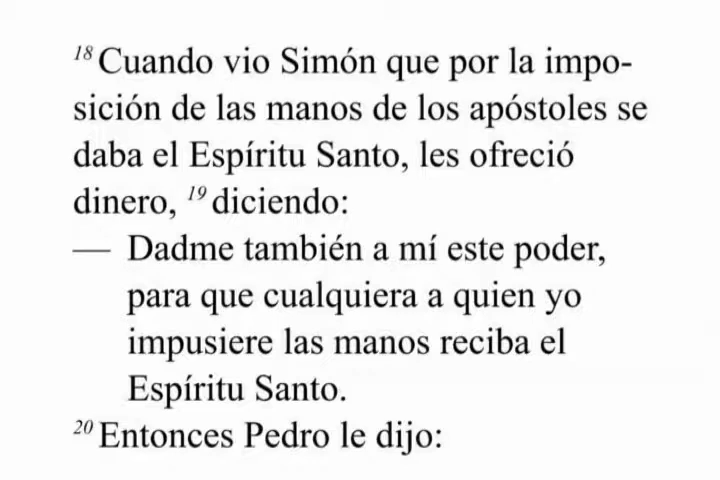 18 Cuando vio Simón que por la impo-
sición de las manos de los apóstoles se
daba el Espíritu Santo, les ofreció
dinero, 19 diciendo:
— Dadme también a mí este poder,
para que cualquiera a quien yo
impusiere las manos reciba el
Espíritu Santo.
20 Entonces Pedro le dijo: